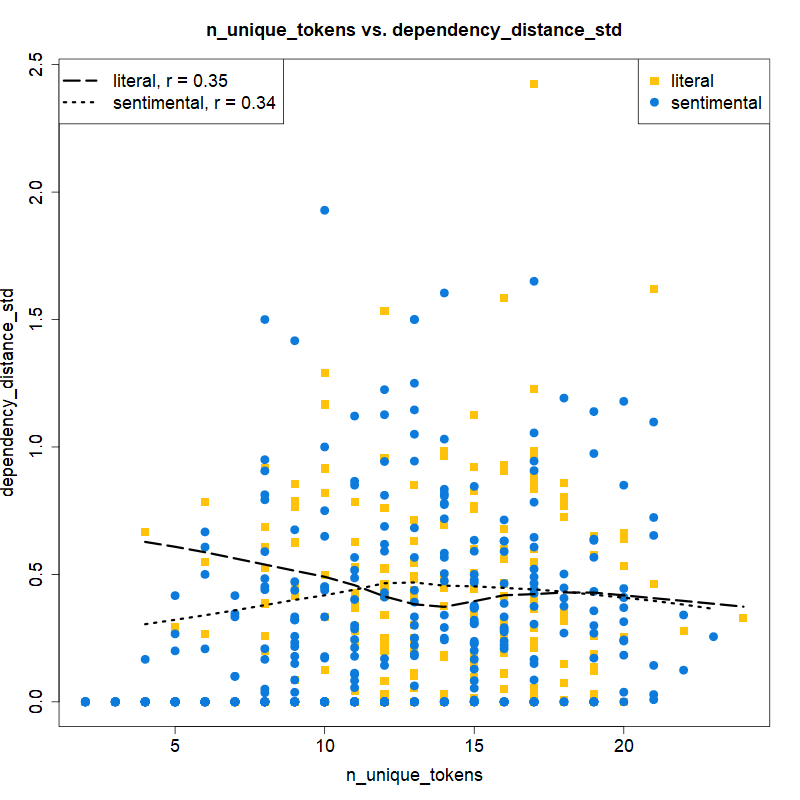 n_unique_tokens vs. dependency_distance_std
literal, r = 0.35
sentimental, r = 0.34
literal
sentimental
dependency_distance_std
2.5
2.0
1.5
1.0
0.5
0.0
5 10 15 20
n_unique_tokens